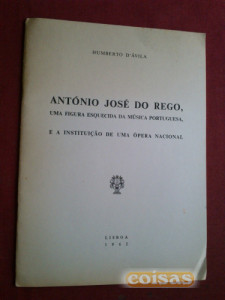 HUMBERTO D'ÁVILA
ANTÓNIO JOSÉ DO REGO,
UMA FIGURA ESQUECIDA DA MÚSICA PORTUGUESA,
E A INSTITUIÇÃO DE UMA ÓPERA NACIONAL
LISBOA
coisas